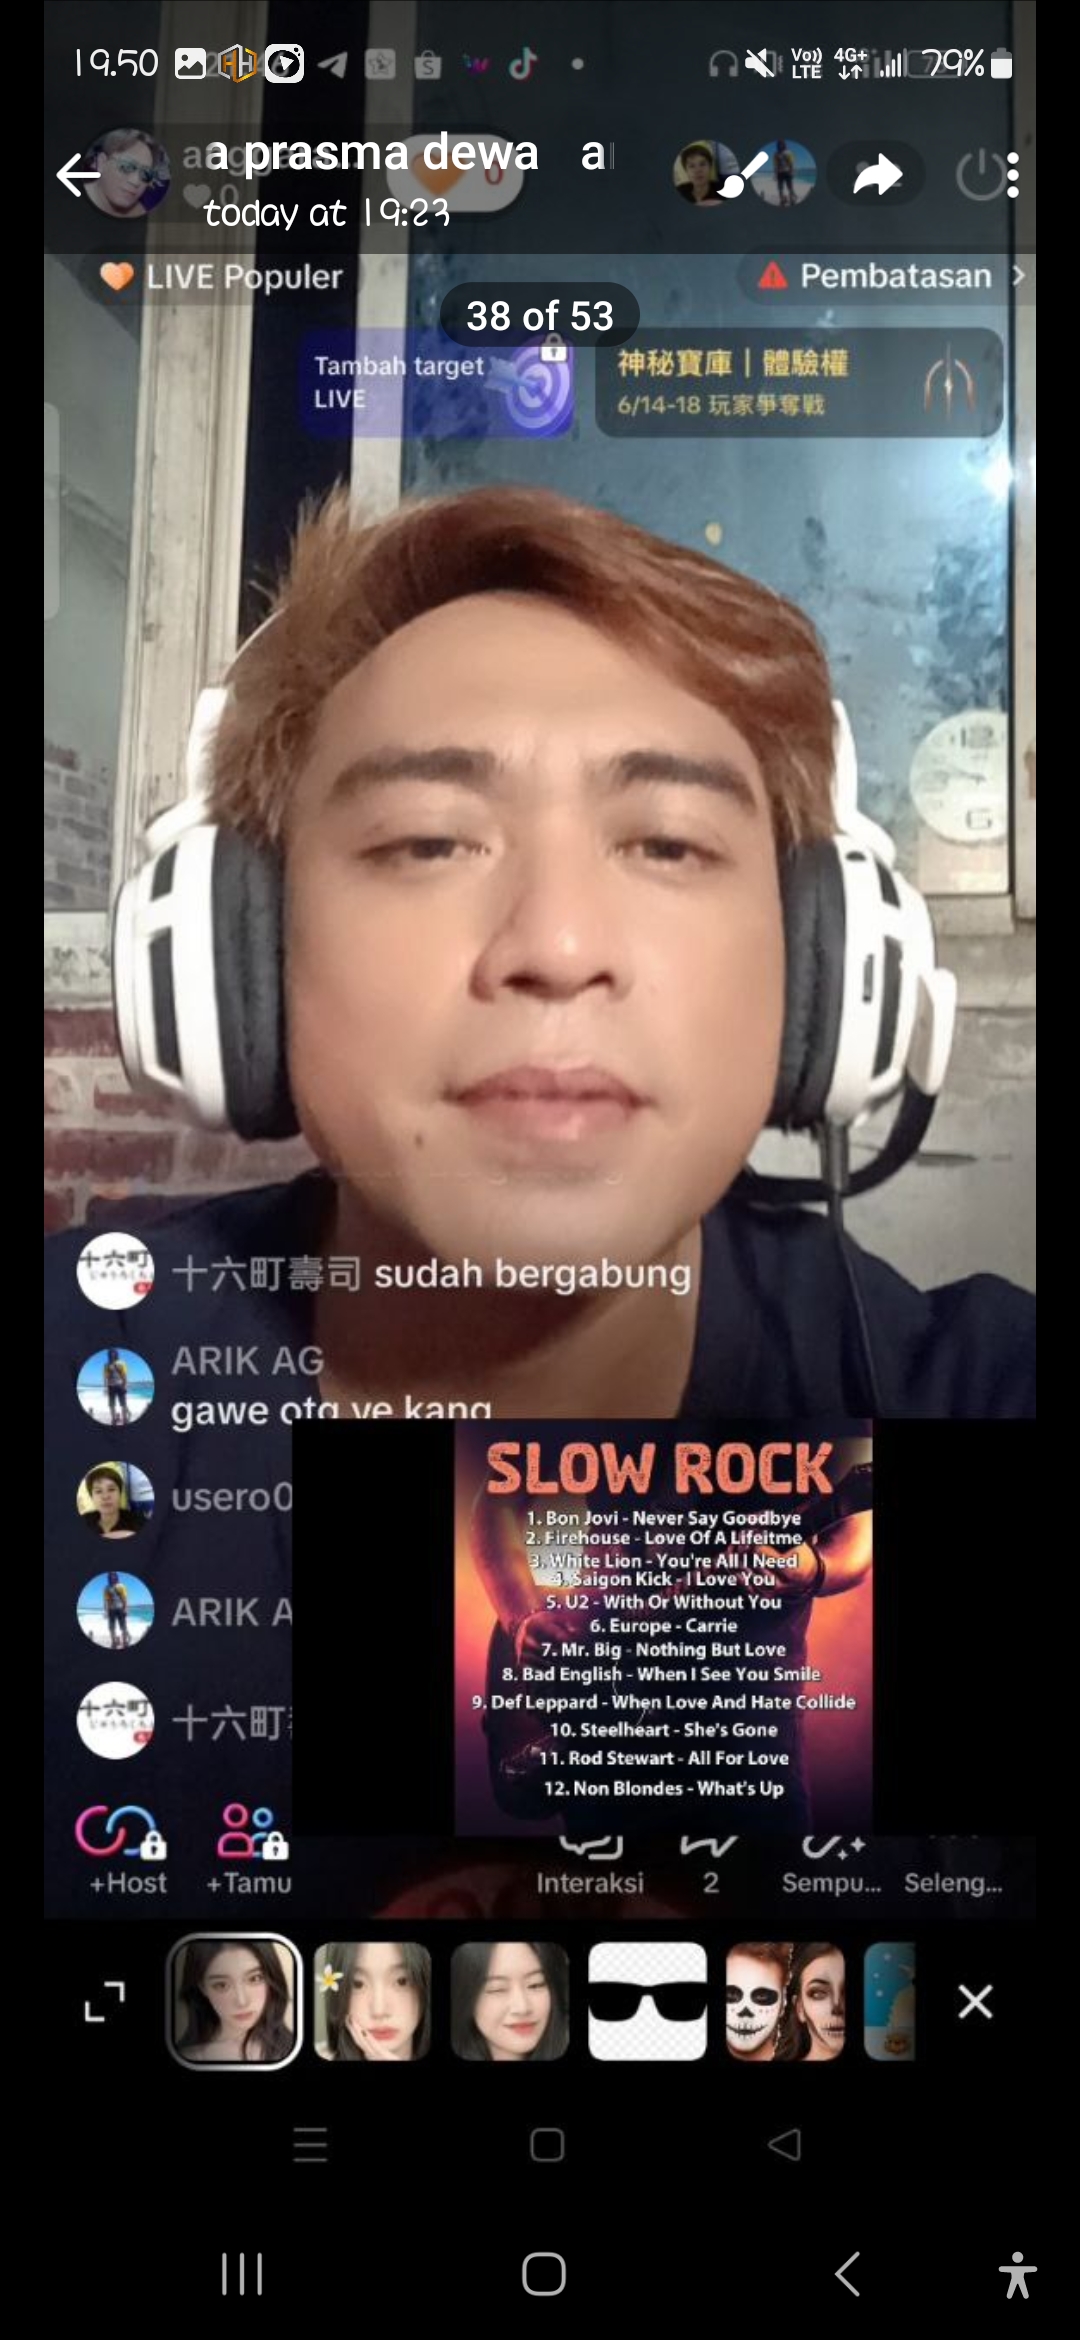 19.50
Vo)) LTE 4G+ 79%
a prasma dewa a
today at 19:23
0
0
LIVE Populer
Pembatasan
38 of 53
Tambah target
LIVE
神秘寶庫｜體驗權
6/14-18 玩家爭奪戰
12
6
十六町壽司 sudah bergabung
ARIK AG
gawe otg ye kang
usero0
ARIK A
十六町
SLOW ROCK
1. Bon Jovi - Never Say Goodbye
2. Firehouse - Love Of A Lifeitme
3. White Lion - You're All I Need
4. Saigon Kick - I Love You
5. U2 - With Or Without You
6. Europe - Carrie
7. Mr. Big - Nothing But Love
8. Bad English - When I See You Smile
9. Def Leppard - When Love And Hate Collide
10. Steelheart - She's Gone
11. Rod Stewart - All For Love
12. Non Blondes - What's Up
+Host
+Tamu
Interaksi
2
Sempu...
Seleng...